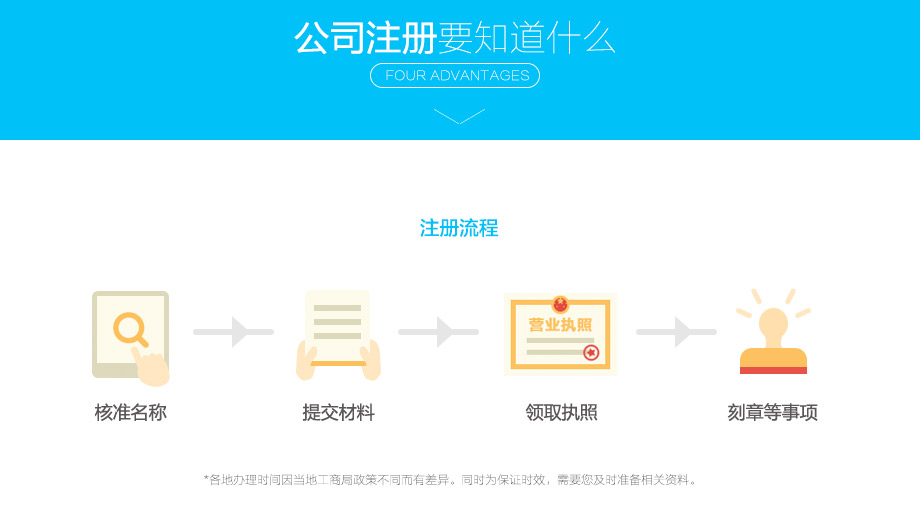 公司注册要知道什么
FOUR ADVANTAGES
注册流程
营业执照
核准名称
提交材料
领取执照
刻章等事项
*各地办理时间因当地工商局政策不同而有差异。同时为保证时效，需要您及时准备相关资料。